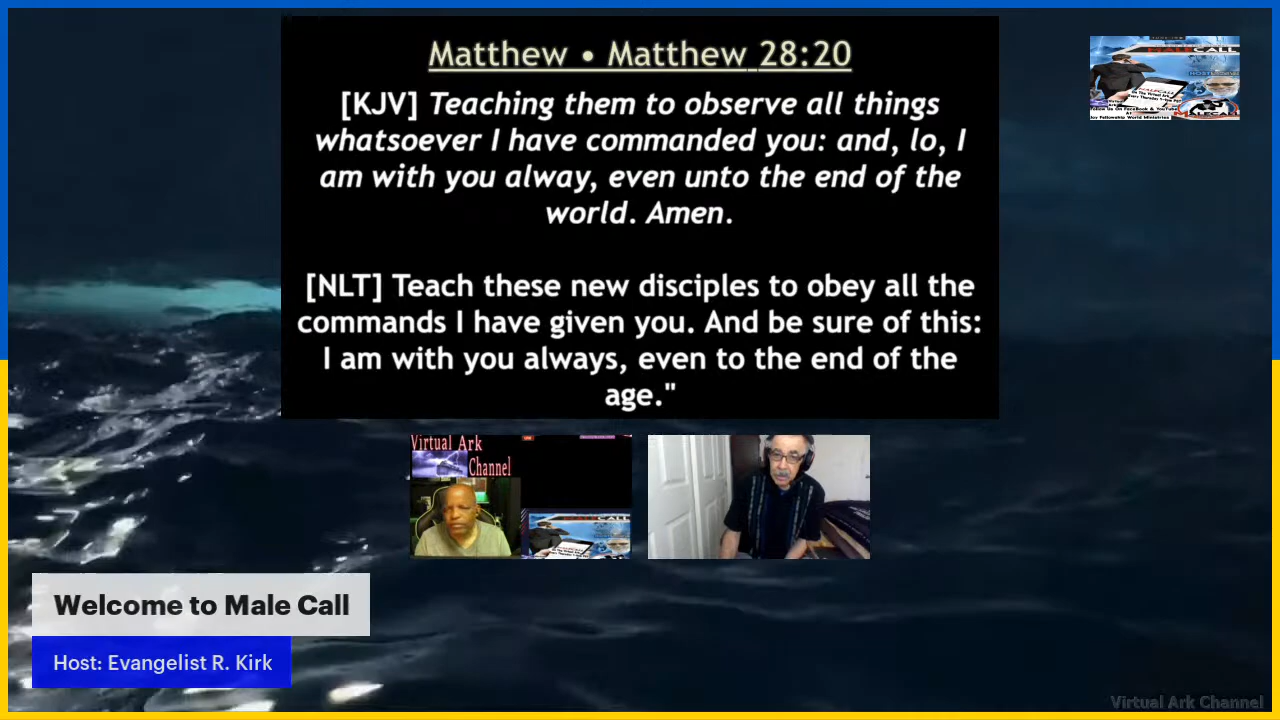 Matthew • Matthew 28:20
[KJV] Teaching them to observe all things
whatsoever I have commanded you: and, lo, I
am with you alway, even unto the end of the
world. Amen.
[NLT] Teach these new disciples to obey all the
commands I have given you. And be sure of this:
I am with you always, even to the end of the
age."
MALECALL
Virtual Ark
Channel
Welcome to Male Call
Host: Evangelist R. Kirk
Virtual Ark Channel